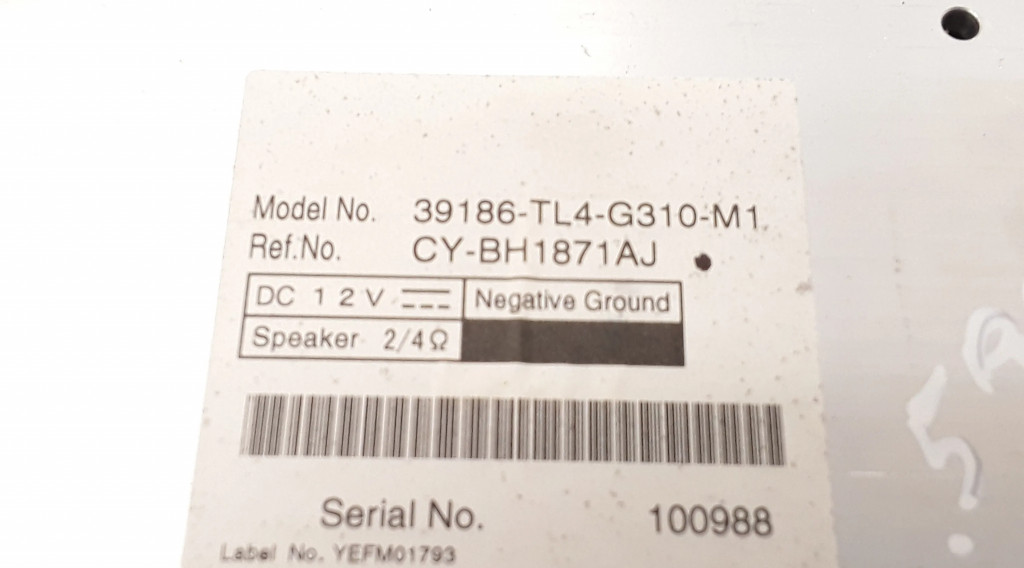 Model No. 39186-TL4-G310-M1
Ref.No. CY-BH1871AJ
DC 12V Negative Ground
Speaker 2/4Ω
Serial No. 100988
Label No. YEFM01793